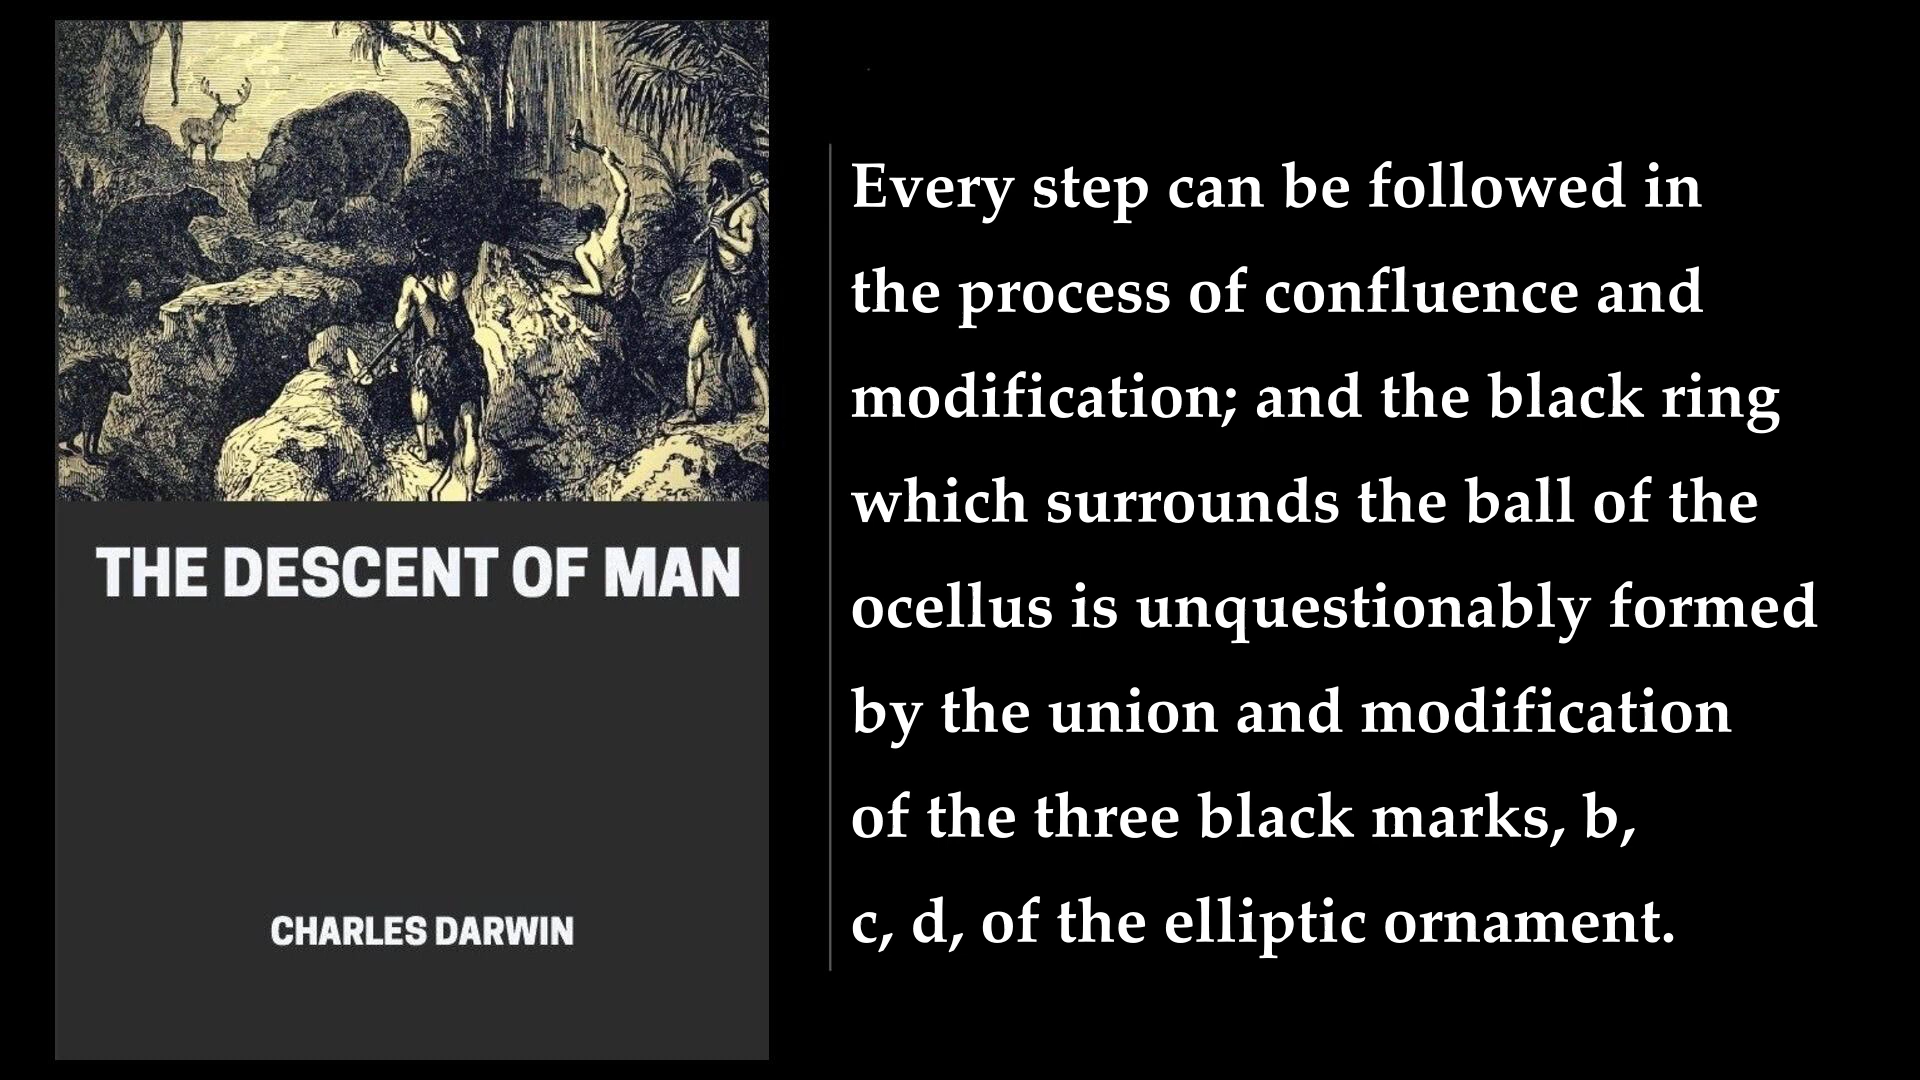 THE DESCENT OF MAN
CHARLES DARWIN
Every step can be followed in
the process of confluence and
modification; and the black ring
which surrounds the ball of the
ocellus is unquestionably formed
by the union and modification
of the three black marks, b,
c, d, of the elliptic ornament.